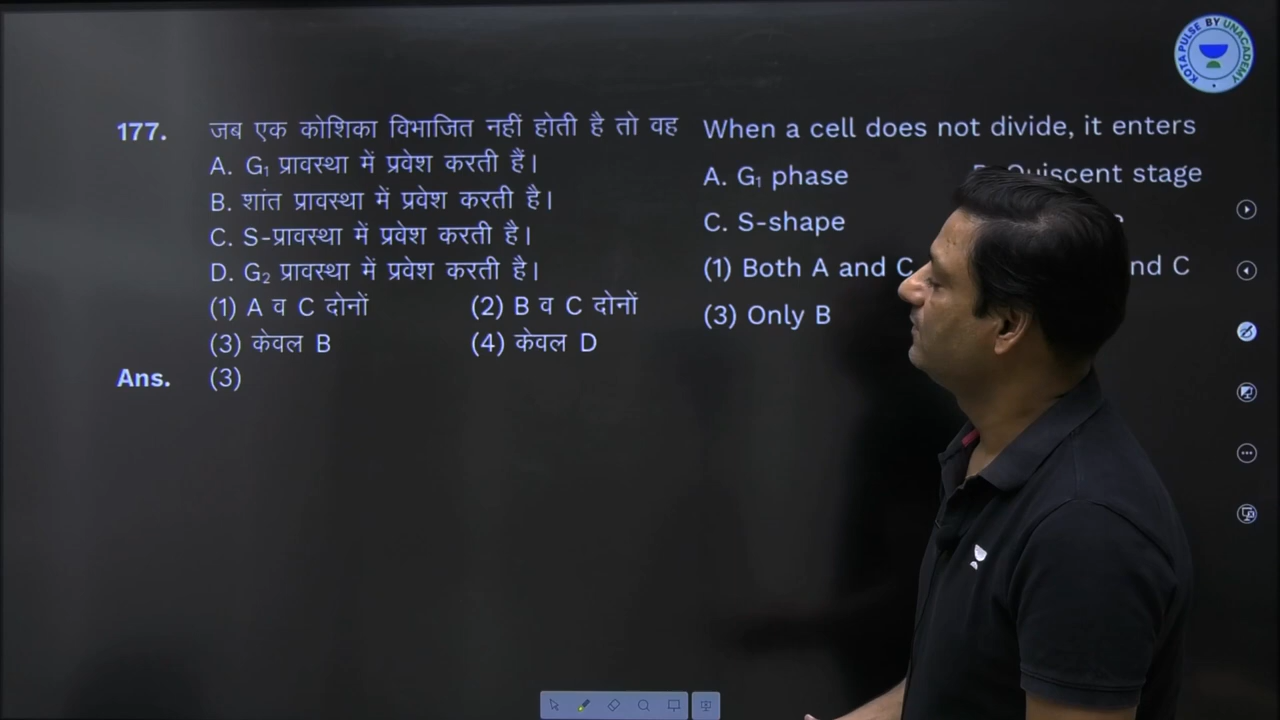 KOTA PULSE BY UNACADEMY
177. जब एक कोशिका विभाजित नहीं होती है तो वह
A. G₁ प्रावस्था में प्रवेश करती हैं।
B. शांत प्रावस्था में प्रवेश करती है।
C. S-प्रावस्था में प्रवेश करती है।
D. G₂ प्रावस्था में प्रवेश करती है।
(1) A व C दोनों (2) B व C दोनों
(3) केवल B (4) केवल D
Ans. (3)
When a cell does not divide, it enters
A. G₁ phase stage
C. S-shape
(1) Both A and C nd C
(3) Only B